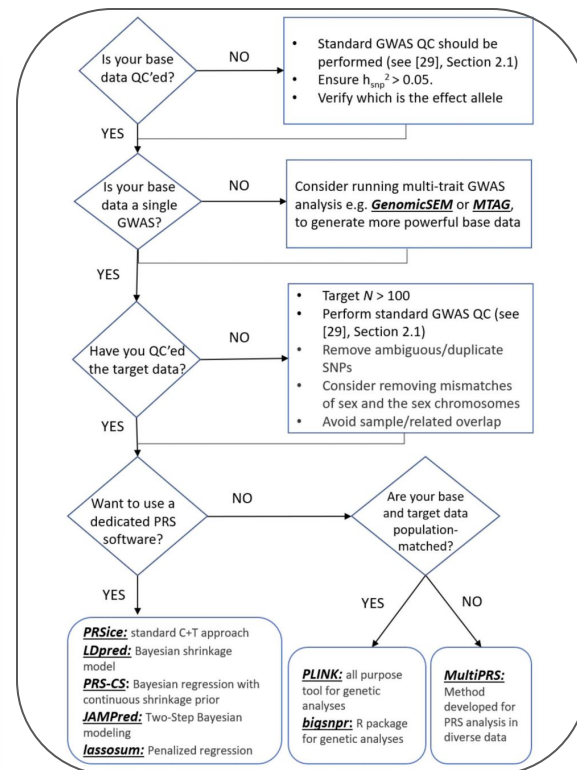 Is your base
data QC'ed?
NO
• Standard GWAS QC should be
performed (see [29], Section 2.1)
• Ensure hsnp² > 0.05.
• Verify which is the effect allele
YES
Is your base
data a single
GWAS?
NO
Consider running multi-trait GWAS
analysis e.g. GenomicSEM or MTAG,
to generate more powerful base data
YES
Have you QC'ed
the target data?
NO
• Target N > 100
• Perform standard GWAS QC (see
[29], Section 2.1)
• Remove ambiguous/duplicate
SNPs
• Consider removing mismatches
of sex and the sex chromosomes
• Avoid sample/related overlap
YES
Want to use a
dedicated PRS
software?
NO
Are your base
and target data
population-
matched?
YES
YES
NO
PRSice: standard C+T approach
LDpred: Bayesian shrinkage
model
PRS-CS: Bayesian regression with
continuous shrinkage prior
JAMPred: Two-Step Bayesian
modeling
lassosum: Penalized regression
PLINK: all purpose
tool for genetic
analyses
bigsnpr: R package
for genetic analyses
MultiPRS:
Method
developed for
PRS analysis in
diverse data